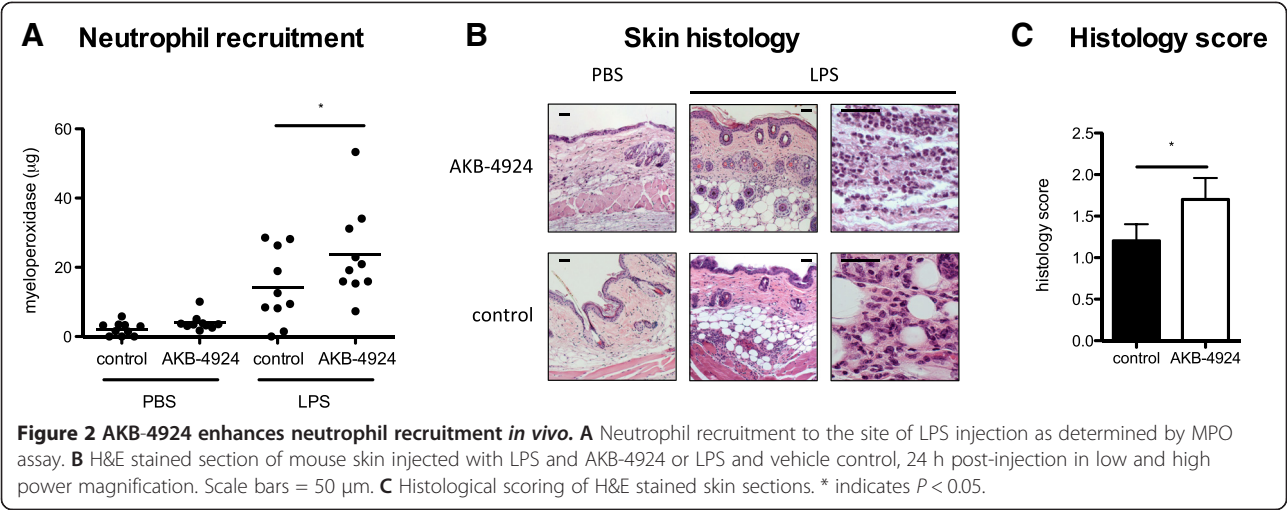 A Neutrophil recruitment
B Skin histology
C Histology score
PBS LPS
*
60
40
20
0
myeloperoxidase (µg)
control AKB-4924 control AKB-4924
PBS LPS
AKB-4924
control
*
2.5
2.0
1.5
1.0
0.5
0.0
histology score
control AKB-4924
Figure 2 AKB-4924 enhances neutrophil recruitment in vivo. A Neutrophil recruitment to the site of LPS injection as determined by MPO
assay. B H&E stained section of mouse skin injected with LPS and AKB-4924 or LPS and vehicle control, 24 h post-injection in low and high
power magnification. Scale bars = 50 µm. C Histological scoring of H&E stained skin sections. * indicates P < 0.05.